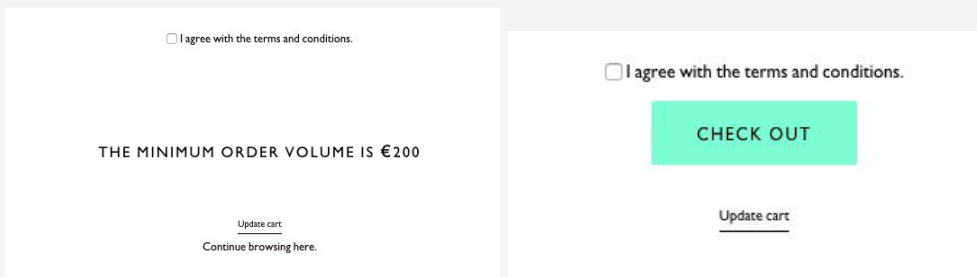 I agree with the terms and conditions.
THE MINIMUM ORDER VOLUME IS €200
Update cart
Continue browsing here.
I agree with the terms and conditions.
CHECK OUT
Update cart